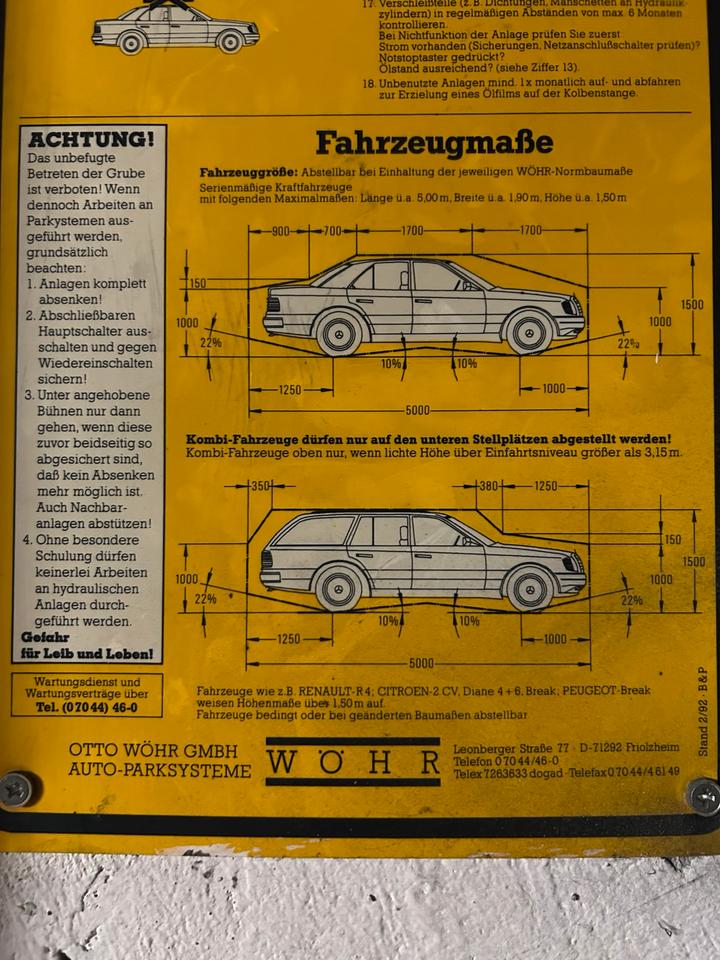 17. Verschleißteile (z.B. Dichtungen, Manschetten an Hydraulik-
zylindern) in regelmäßigen Abständen von max. 6 Monaten
kontrollieren.
Bei Nichtfunktion der Anlage prüfen Sie zuerst
Strom vorhanden (Sicherungen, Netzanschlußschalter prüfen)?
Notstoptaster gedrückt?
Ölstand ausreichend? (siehe Ziffer 13).
18. Unbenutzte Anlagen mind. 1x monatlich auf- und abfahren
zur Erzielung eines Ölfilms auf der Kolbenstange.
ACHTUNG!
Das unbefugte
Betreten der Grube
ist verboten! Wenn
dennoch Arbeiten an
Parkystemen aus-
geführt werden,
grundsätzlich
beachten:
1. Anlagen komplett
absenken!
2. Abschließbaren
Hauptschalter aus-
schalten und gegen
Wiedereinschalten
sichern!
3. Unter angehobene
Bühnen nur dann
gehen, wenn diese
zuvor beidseitig so
abgesichert sind,
daß kein Absenken
mehr möglich ist.
Auch Nachbar-
anlagen abstützen!
4. Ohne besondere
Schulung dürfen
keinerlei Arbeiten
an hydraulischen
Anlagen durch-
geführt werden.
Gefahr
für Leib und Leben!
Wartungsdienst und
Wartungsverträge über
Tel. (07044) 46-0
Fahrzeugmaße
Fahrzeuggröße: Abstellbar bei Einhaltung der jeweiligen WÖHR-Normbaumaße
Serienmäßige Kraftfahrzeuge
mit folgenden Maximalmaßen: Länge ü.a. 5,00 m, Breite ü.a. 1,90 m, Höhe ü.a. 1,50 m
900 700 1700 1700
150
1000 1000 1500
22% 10% 10% 22%
1250 1000
5000
Kombi-Fahrzeuge dürfen nur auf den unteren Stellplätzen abgestellt werden!
Kombi-Fahrzeuge oben nur, wenn lichte Höhe über Einfahrtsniveau größer als 3,15 m.
350 380 1250
150
1000 1000 1500
22% 10% 10% 22%
1250 1000
5000
Fahrzeuge wie z.B. RENAULT-R4; CITROEN-2 CV, Diane 4 + 6, Break; PEUGEOT-Break
weisen Höhenmaße über 1,50 m auf.
Fahrzeuge bedingt oder bei geänderten Baumaßen abstellbar
Stand 2/92 · B&P
OTTO WÖHR GMBH
AUTO-PARKSYSTEME
WÖHR
Leonberger Straße 77 · D-71292 Friolzheim
Telefon 07044/46-0
Telex 7263633 dogad · Telefax 07044/46149